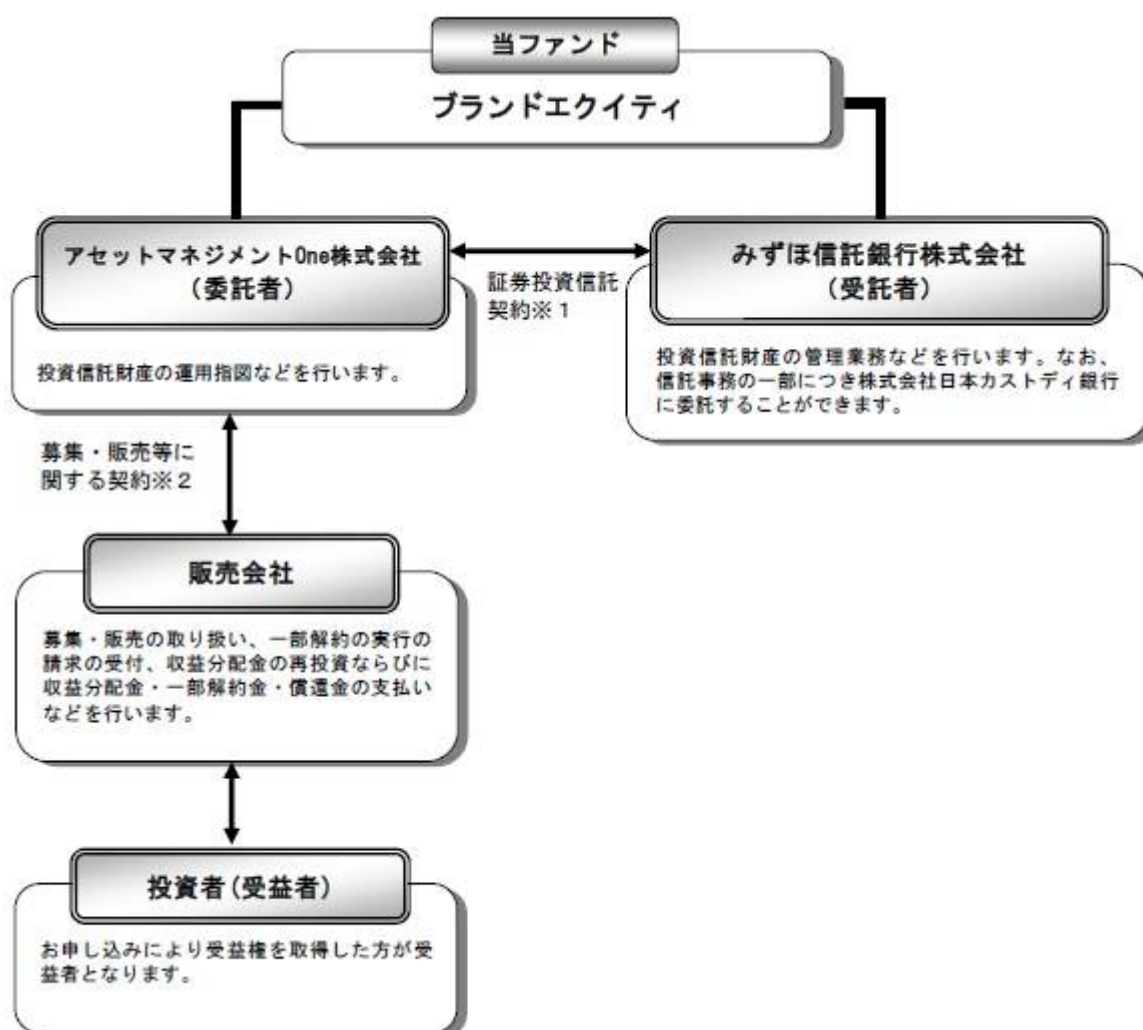 当ファンド
ブランドエクイティ
アセットマネジメントOne株式会社
（委託者）
投資信託財産の運用指図などを行います。
証券投資信託
契約※１
みずほ信託銀行株式会社
（受託者）
投資信託財産の管理業務などを行います。なお、
信託事務の一部につき株式会社日本カストディ銀行
に委託することができます。
募集・販売等に
関する契約※２
販売会社
募集・販売の取り扱い、一部解約の実行の
請求の受付、収益分配金の再投資ならびに
収益分配金・一部解約金・償還金の支払い
などを行います。
投資者（受益者）
お申し込みにより受益権を取得した方が受
益者となります。